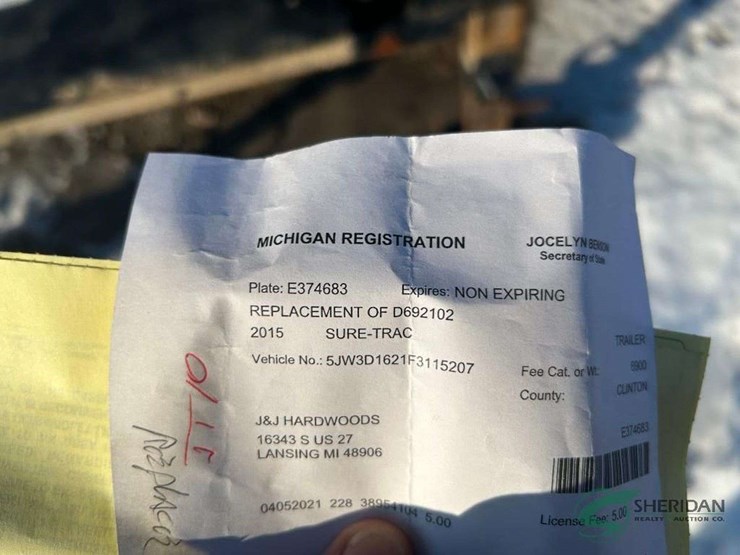 MICHIGAN REGISTRATION
JOCELYN BENSON
Secretary of State
Plate: E374683 Expires: NON EXPIRING
REPLACEMENT OF D692102
2015 SURE-TRAC
TRAILER
Vehicle No.: 5JW3D1621F3115207
Fee Cat. or Wt: 6900
County: CLINTON
J&J HARDWOODS
16343 S US 27
LANSING MI 48906
E374683
04052021 228 38954104 5.00
License Fee: 5.00
SHERIDAN
REALTY AUCTION CO.